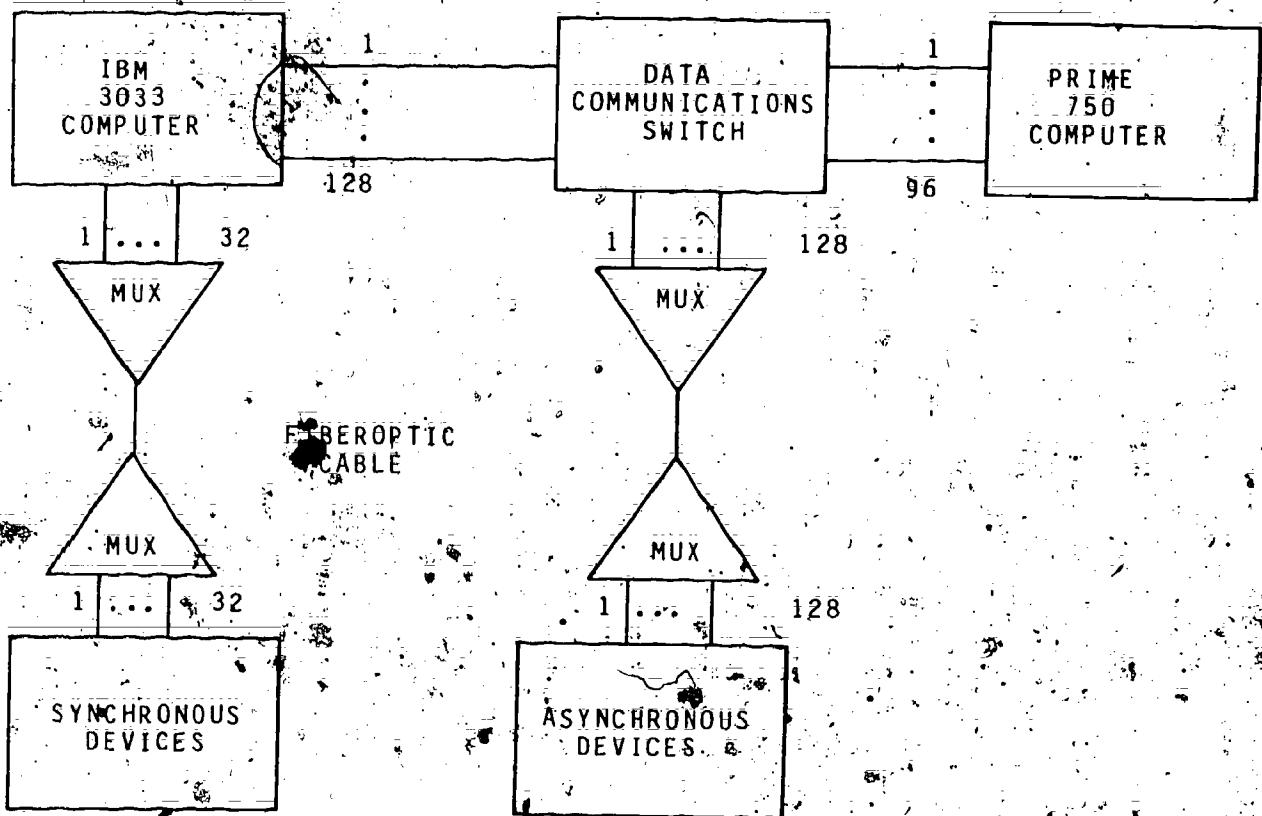 IBM
3033
COMPUTER
1
.
.
.
128
DATA
COMMUNICATIONS
SWITCH
1
.
.
.
96
PRIME
750
COMPUTER
1 ... 32
MUX
1 ... 128
MUX
FIBEROPTIC
CABLE
MUX
1 ... 32
MUX
1 ... 128
SYNCHRONOUS
DEVICES
ASYNCHRONOUS
DEVICES